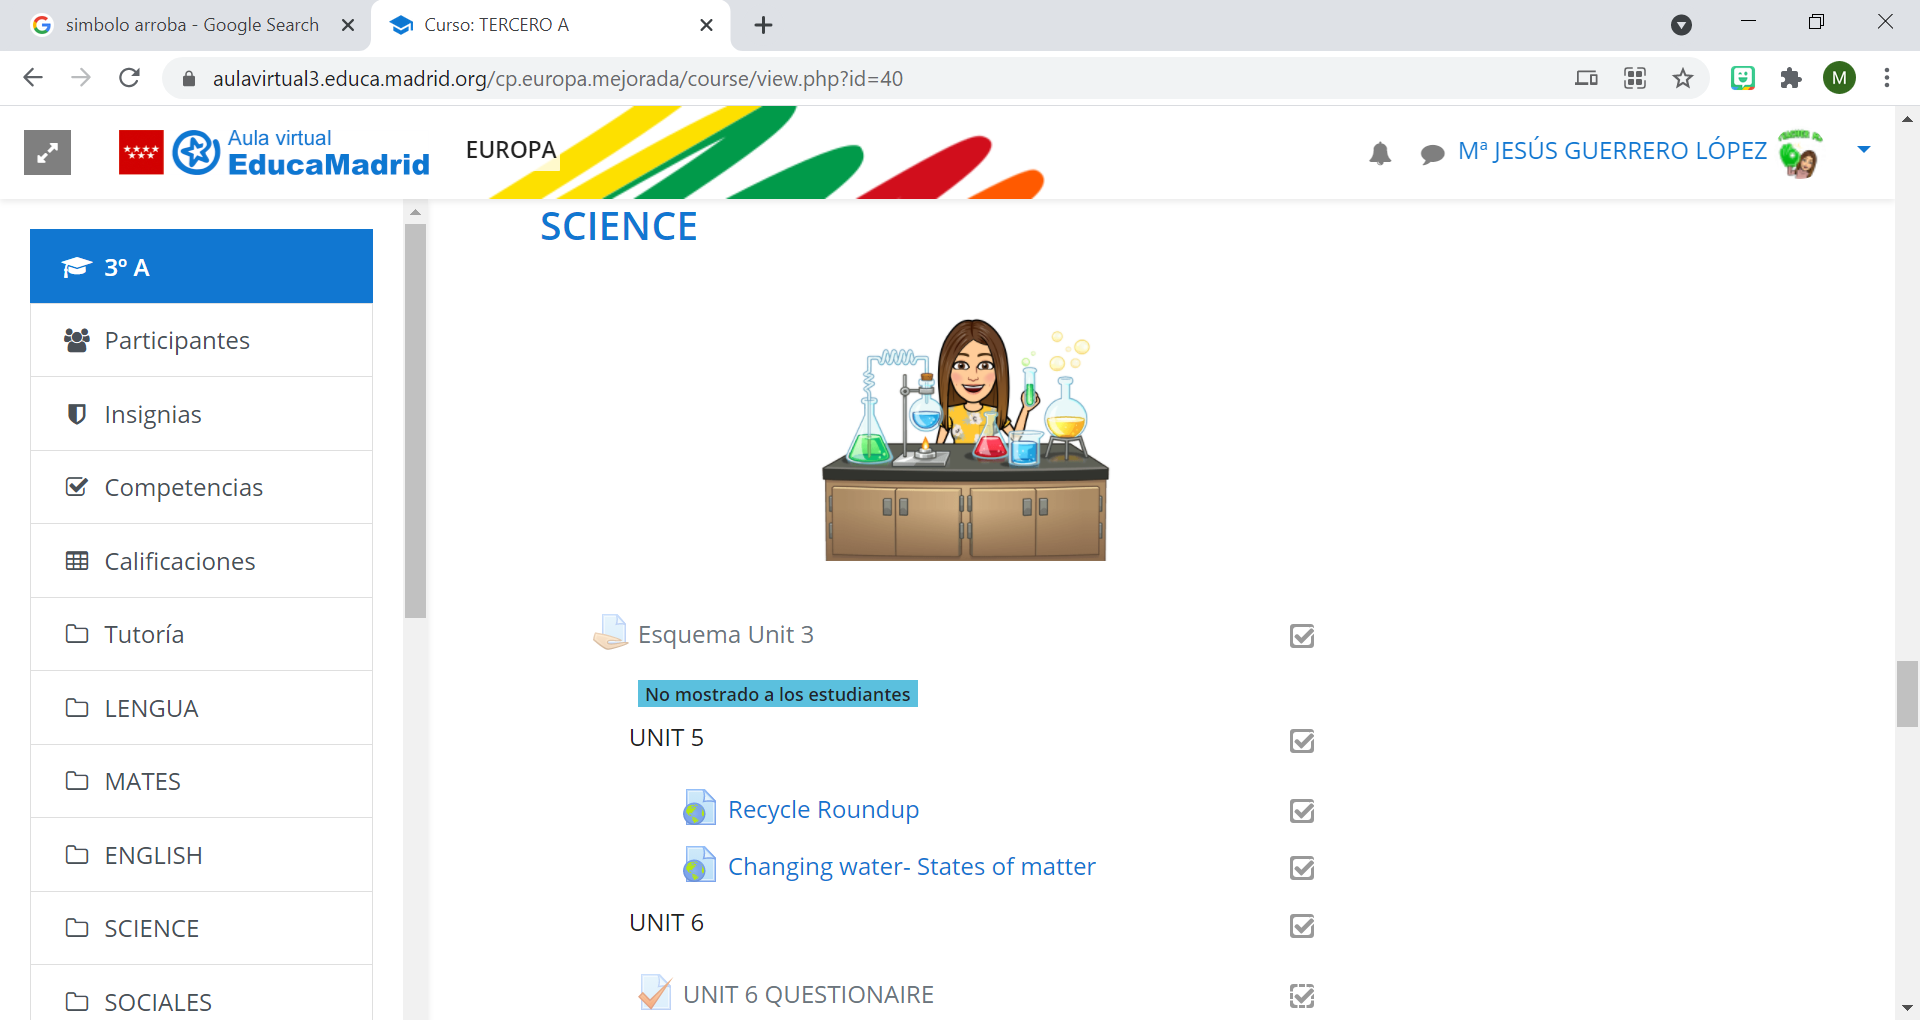 simbolo arroba - Google Search
Curso: TERCERO A
aulavirtual3.educa.madrid.org/cp.europa.mejorada/course/view.php?id=40
M
Aula virtual
EducaMadrid
EUROPA
Mª JESÚS GUERRERO LÓPEZ
3º A
Participantes
Insignias
Competencias
Calificaciones
Tutoría
LENGUA
MATES
ENGLISH
SCIENCE
SOCIALES
SCIENCE
Esquema Unit 3
No mostrado a los estudiantes
UNIT 5
Recycle Roundup
Changing water- States of matter
UNIT 6
UNIT 6 QUESTIONAIRE